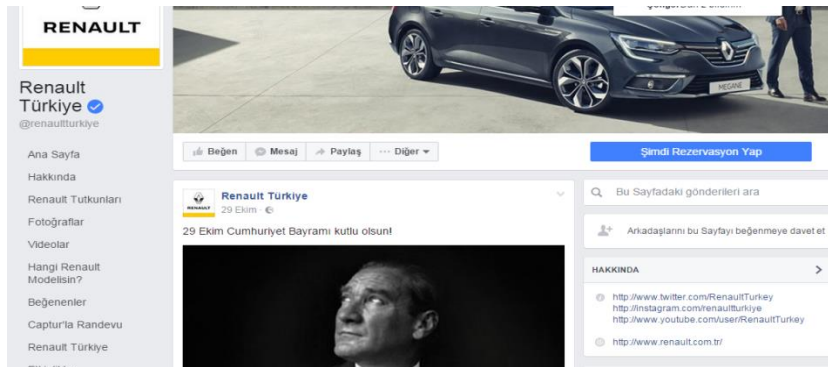 RENAULT
Renault
Türkiye
@renaultturkiye
Ana Sayfa
Hakkında
Renault Tutkunları
Fotoğraflar
Videolar
Hangi Renault
Modelisin?
Beğenenler
Captur'la Randevu
Renault Türkiye
MEGANE
Beğen
Mesaj
Paylaş
Diğer
Şimdi Rezervasyon Yap
RENAULT
Renault Türkiye
29 Ekim
29 Ekim Cumhuriyet Bayramı kutlu olsun!
Bu Sayfadaki gönderileri ara
Arkadaşlarını bu Sayfayı beğenmeye davet et
HAKKINDA
http://www.twitter.com/RenaultTurkey
http://instagram.com/renaultturkiye
http://www.youtube.com/user/RenaultTurkey
http://www.renault.com.tr/